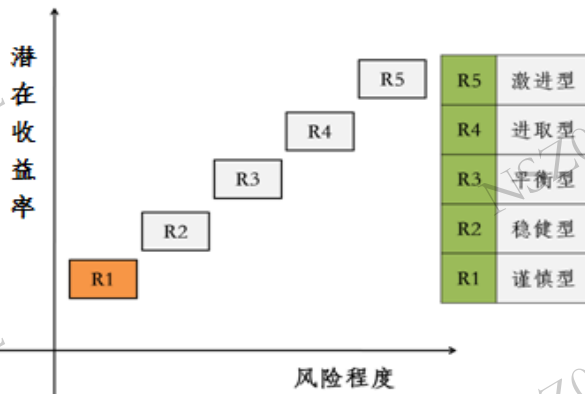 潜在收益率
R5
R4
R3
R2
R1
风险程度
R5 激进型
R4 进取型
R3 平衡型
R2 稳健型
R1 谨慎型